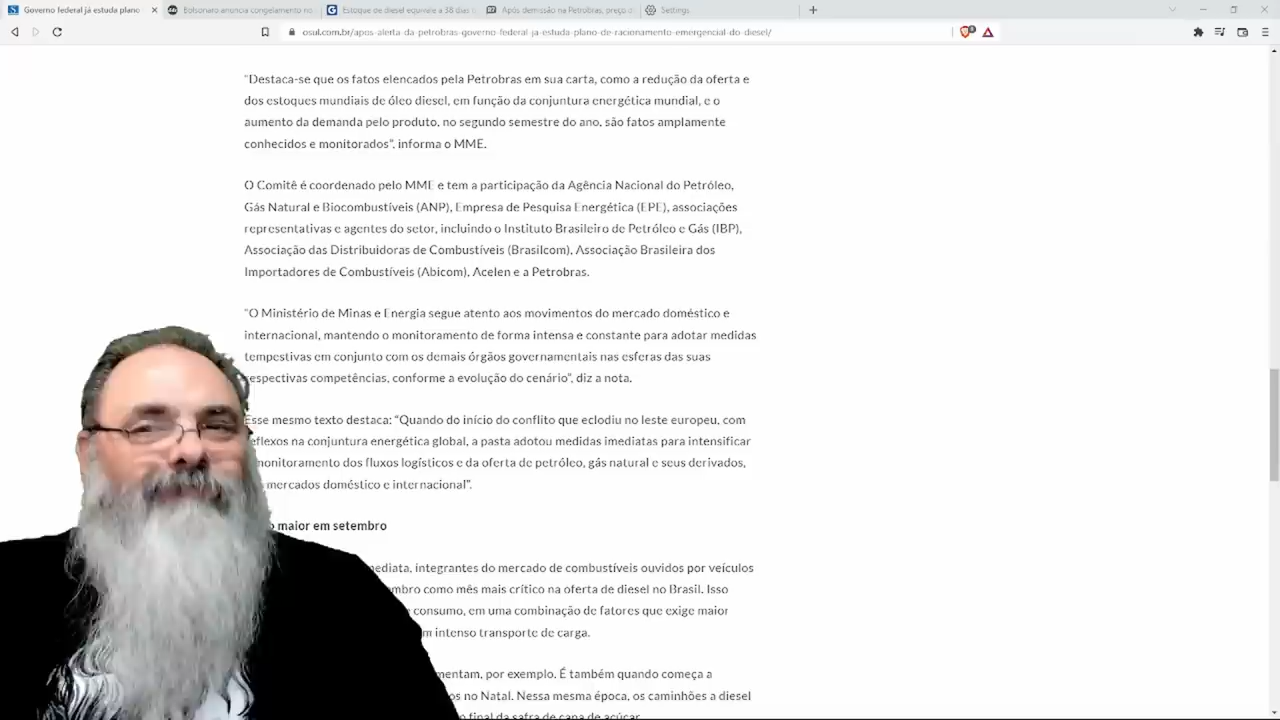 Governo federal já estuda plano
Bolsonaro anuncia congelamento no
Estoque de diesel equivale a 38 dias
Após demissão na Petrobras, preço d
Settings
osul.com.br/apos-alerta-da-petrobras-governo-federal-ja-estuda-plano-de-racionamento-emergencial-do-diesel/
"Destaca-se que os fatos elencados pela Petrobras em sua carta, como a redução da oferta e
dos estoques mundiais de óleo diesel, em função da conjuntura energética mundial, e o
aumento da demanda pelo produto, no segundo semestre do ano, são fatos amplamente
conhecidos e monitorados", informa o MME.
O Comitê é coordenado pelo MME e tem a participação da Agência Nacional do Petróleo,
Gás Natural e Biocombustíveis (ANP), Empresa de Pesquisa Energética (EPE), associações
representativas e agentes do setor, incluindo o Instituto Brasileiro de Petróleo e Gás (IBP),
Associação das Distribuidoras de Combustíveis (Brasilcom), Associação Brasileira dos
Importadores de Combustíveis (Abicom), Acelen e a Petrobras.
"O Ministério de Minas e Energia segue atento aos movimentos do mercado doméstico e
internacional, mantendo o monitoramento de forma intensa e constante para adotar medidas
tempestivas em conjunto com os demais órgãos governamentais nas esferas das suas
respectivas competências, conforme a evolução do cenário", diz a nota.
Esse mesmo texto destaca: "Quando do início do conflito que eclodiu no leste europeu, com
reflexos na conjuntura energética global, a pasta adotou medidas imediatas para intensificar
monitoramento dos fluxos logísticos e da oferta de petróleo, gás natural e seus derivados,
mercados doméstico e internacional".
maior em setembro
integrantes do mercado de combustíveis ouvidos por veículos
como mês mais crítico na oferta de diesel no Brasil. Isso
consumo, em uma combinação de fatores que exige maior
intenso transporte de carga.
por exemplo. É também quando começa a
no Natal. Nessa mesma época, os caminhões a diesel
final da safra de cana de açúcar.